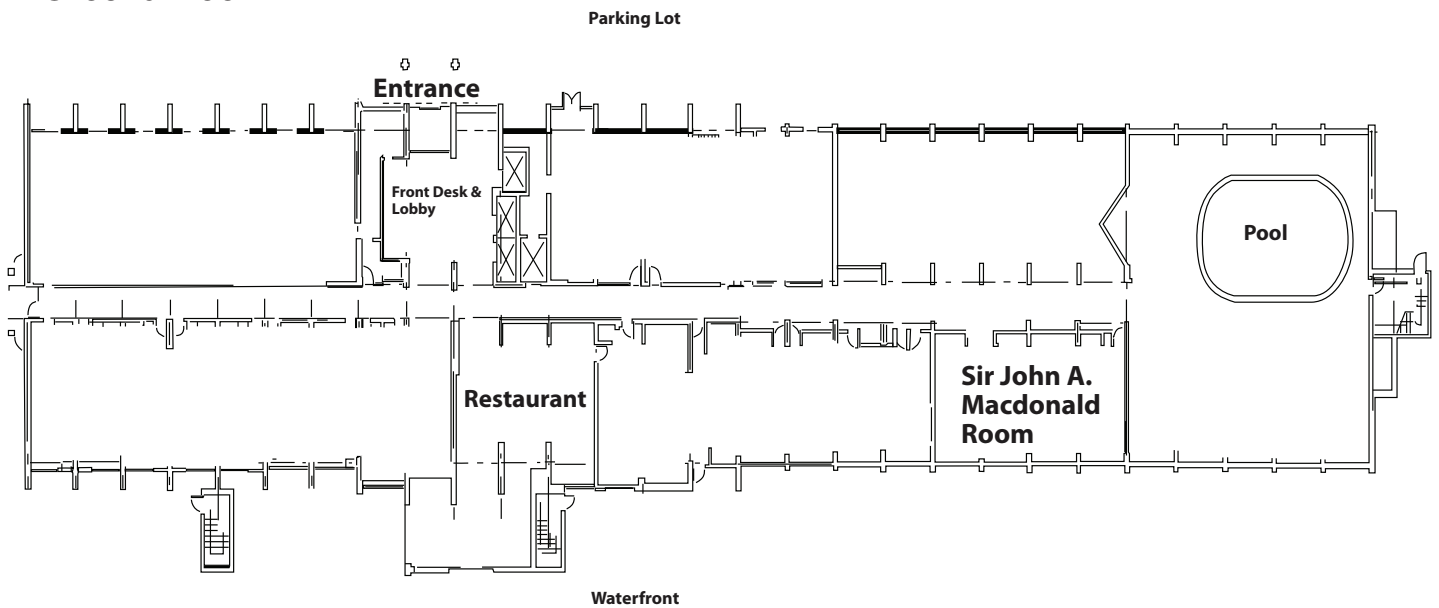 Parking Lot
Entrance
Front Desk &
Lobby
Pool
Restaurant
Sir John A.
Macdonald
Room
Waterfront